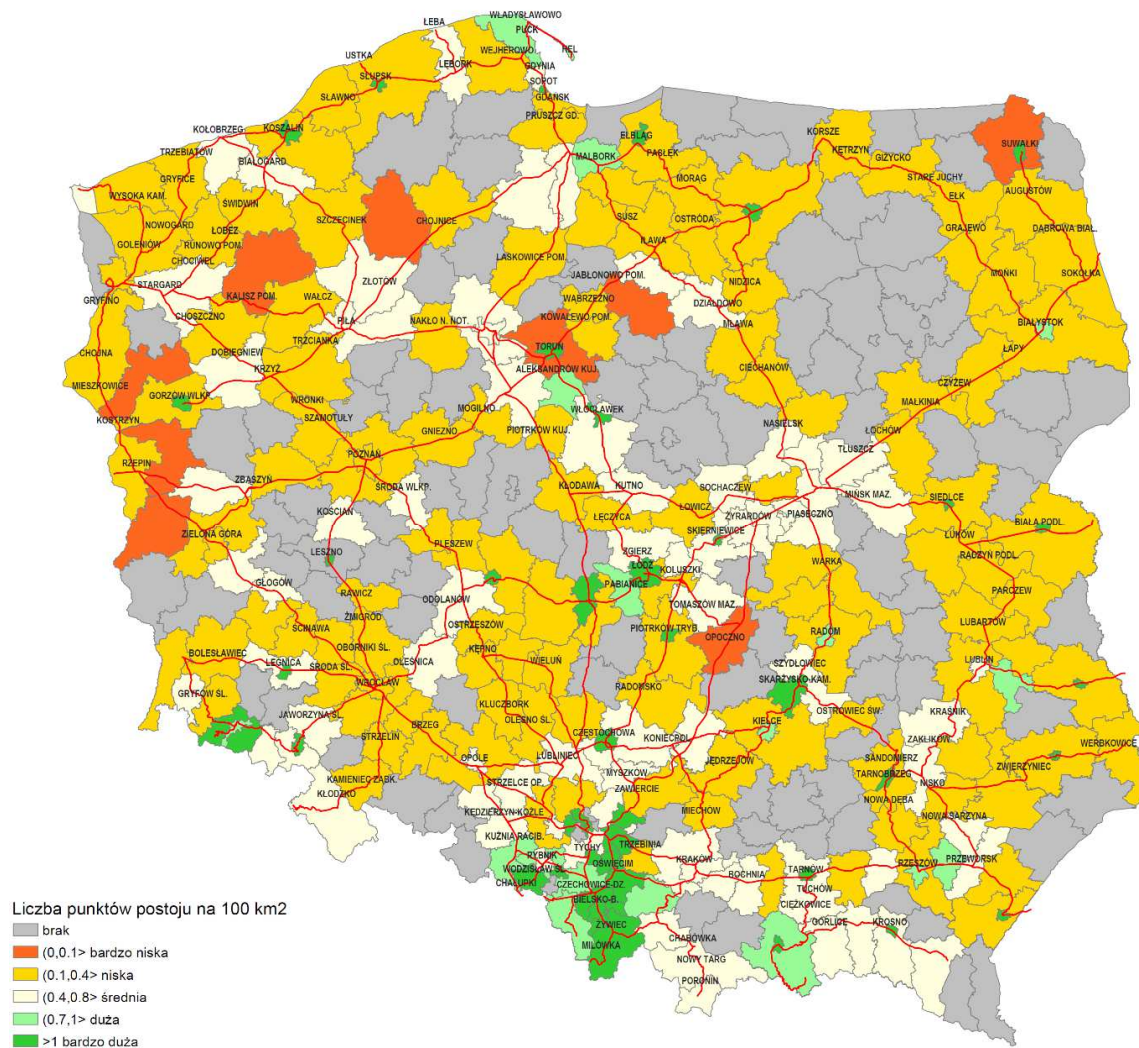 WŁADYSŁAWOWO
ŁEBA
PUCK
HEL
USTKA
WEJHEROWO
LĘBORK
GDYNIA
SŁUPSK
SOPOT
GDAŃSK
SŁAWNO
PRUSZCZ GD.
KOSZALIN
KOŁOBRZEG
ELBLĄG
KORSZE
SUWAŁKI
TRZEBIATÓW
BIAŁOGARD
MALBORK
PASŁĘK
KĘTRZYN
GIŻYCKO
GRYFICE
MORĄG
STARE JUCHY
AUGUSTÓW
WYSOKA KAM.
ŚWIDWIN
SZCZECINEK
CHOJNICE
SUSZ
OSTRÓDA
EŁK
NOWOGARD
ŁOBEZ
IŁAWA
GRAJEWO
DĄBROWA BIAŁ.
GOLENIÓW
RUNOWO POM.
CHOCIWEL
LASKOWICE POM.
NIDZICA
SOKÓŁKA
STARGARD
ZŁOTÓW
JABŁONOWO POM.
MOŃKI
GRYFINO
KALISZ POM.
WAŁCZ
WĄBRZEŹNO
DZIAŁDOWO
CHOSZCZNO
PIŁA
NAKŁO N. NOT.
KOWALEWO POM.
MŁAWA
BIAŁYSTOK
TRZCIANKA
TORUŃ
CHOJNA
DOBIEGNIEW
KRZYŻ
ALEKSANDRÓW KUJ.
CIECHANÓW
ŁAPY
MIESZKOWICE
GORZÓW WLKP.
WRONKI
CZYŻEW
KOSTRZYN
SZAMOTUŁY
MOGILNO
WŁOCŁAWEK
MAŁKINIA
GNIEZNO
PIOTRKÓW KUJ.
NASIELSK
ŁOCHÓW
POZNAŃ
TŁUSZCZ
RZEPIN
ZBĄSZYŃ
KŁODAWA
KUTNO
SOCHACZEW
MIŃSK MAZ.
ŚRODA WLKP.
SIEDLCE
ŁĘCZYCA
ŁOWICZ
ŻYRARDÓW
PIASECZNO
KOŚCIAN
BIAŁA PODL.
ZIELONA GÓRA
SKIERNIEWICE
ŁUKÓW
PLESZEW
ZGIERZ
LESZNO
ŁÓDŹ
RADZYŃ PODL.
KOLUSZKI
WARKA
GŁOGÓW
PABIANICE
RAWICZ
ODOLANÓW
PARCZEW
ŻMIGRÓD
TOMASZÓW MAZ.
ŚCINAWA
OSTRZESZÓW
PIOTRKÓW TRYB.
RADOM
LUBARTÓW
OPOCZNO
OBORNIKI ŚL.
BOLESŁAWIEC
KĘPNO
WIELUŃ
OLEŚNICA
SZYDŁOWIEC
LUBLIN
LEGNICA
ŚRODA ŚL.
WROCŁAW
SKARŻYSKO-KAM.
GRYFÓW ŚL.
RADOMSKO
KRAŚNIK
KLUCZBORK
OSTROWIEC ŚW.
JAWORZYNA ŚL.
OLESNO ŚL.
BRZEG
KIELCE
STRZELIN
CZĘSTOCHOWA
KONIECPOL
ZAKLIKÓW
WERBKOWICE
OPOLE
LUBLINIEC
JĘDRZEJÓW
SANDOMIERZ
ZWIERZYNIEC
MYSZKÓW
TARNOBRZEG
KAMIENIEC ZĄBK.
STRZELCE OP.
ZAWIERCIE
NISKO
KŁODZKO
MIECHÓW
NOWA DĘBA
KĘDZIERZYN-KOŹLE
NOWA SARZYNA
KUŹNIA RACIB.
TYCHY
TRZEBINIA
RYBNIK
KRAKÓW
PRZEWORSK
WODZISŁAW ŚL.
OŚWIĘCIM
RZESZÓW
BOCHNIA
TARNÓW
CHAŁUPKI
CZECHOWICE-DZ.
TUCHÓW
BIELSKO-B.
CIĘŻKOWICE
GORLICE
KROSNO
ŻYWIEC
CHABÓWKA
MILÓWKA
NOWY TARG
PORONIN
Liczba punktów postoju na 100 km2
brak
(0,0.1> bardzo niska
(0.1,0.4> niska
(0.4,0.8> średnia
(0.7,1> duża
>1 bardzo duża